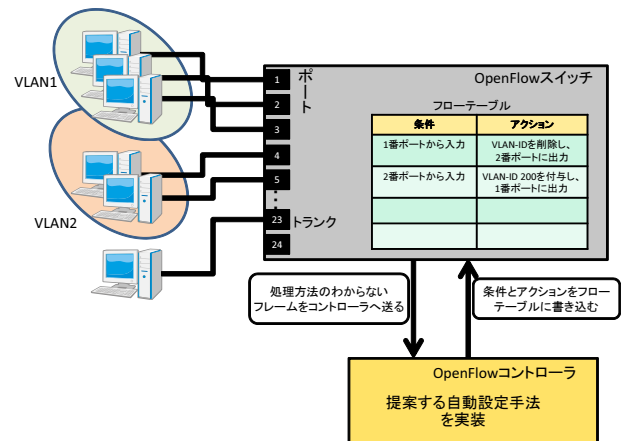 VLAN1
VLAN2
1
2
3
4
5
⋮
23
24
ポート
トランク
OpenFlowスイッチ
フローテーブル
条件
アクション
1番ポートから入力
VLAN-IDを削除し、
2番ポートに出力
2番ポートから入力
VLAN-ID 200を付与し、
1番ポートに出力
処理方法のわからない
フレームをコントローラへ送る
条件とアクションをフロー
テーブルに書き込む
OpenFlowコントローラ
提案する自動設定手法
を実装